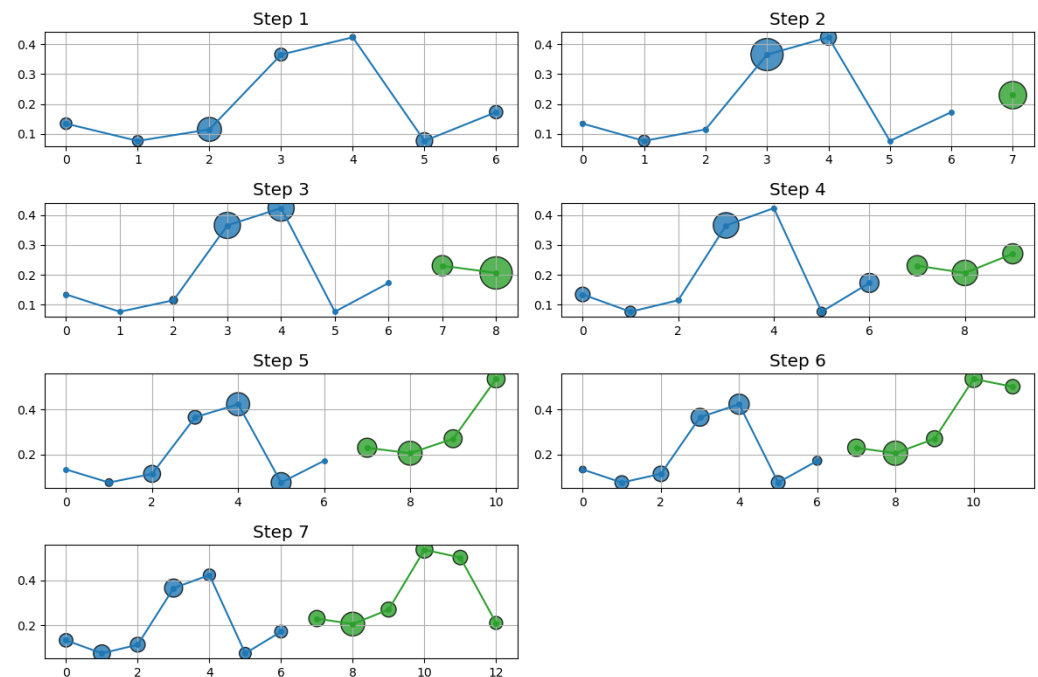 Step 1
0.4
0.3
0.2
0.1
0 1 2 3 4 5 6
Step 2
0.4
0.3
0.2
0.1
0 1 2 3 4 5 6 7
Step 3
0.4
0.3
0.2
0.1
0 1 2 3 4 5 6 7 8
Step 4
0.4
0.3
0.2
0.1
0 2 4 6 8
Step 5
0.4
0.2
0 2 4 6 8 10
Step 6
0.4
0.2
0 2 4 6 8 10
Step 7
0.4
0.2
0 2 4 6 8 10 12